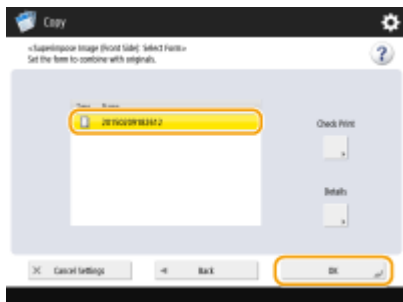 Copy
<Superimpose Image (Front Side): Select Form>
Set the form to combine with originals.
?
Type Name
20150209183612
Check Print
Details
Cancel Settings
Back
OK